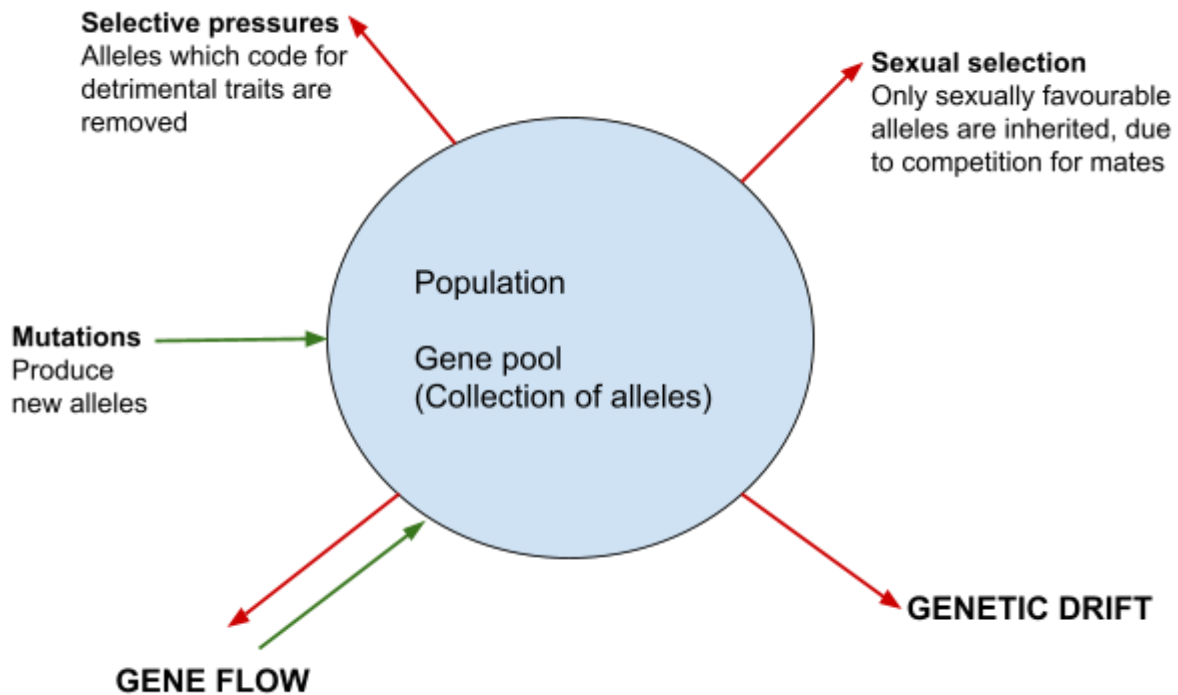 Selective pressures
Alleles which code for
detrimental traits are
removed
Sexual selection
Only sexually favourable
alleles are inherited, due
to competition for mates
Population
Gene pool
(Collection of alleles)
Mutations
Produce
new alleles
GENETIC DRIFT
GENE FLOW